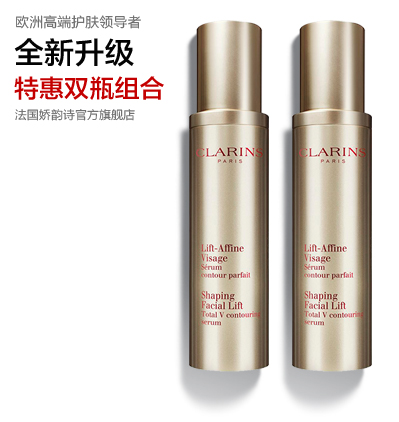 欧洲高端护肤领导者
全新升级
特惠双瓶组合
法国娇韵诗官方旗舰店
CLARINS
PARIS
Lift-Affine
Visage
Sérum
contour parfait
Shaping
Facial Lift
Total V contouring
serum
CLARINS
PARIS
Lift-Affine
Visage
Sérum
contour parfait
Shaping
Facial Lift
Total V contouring
serum